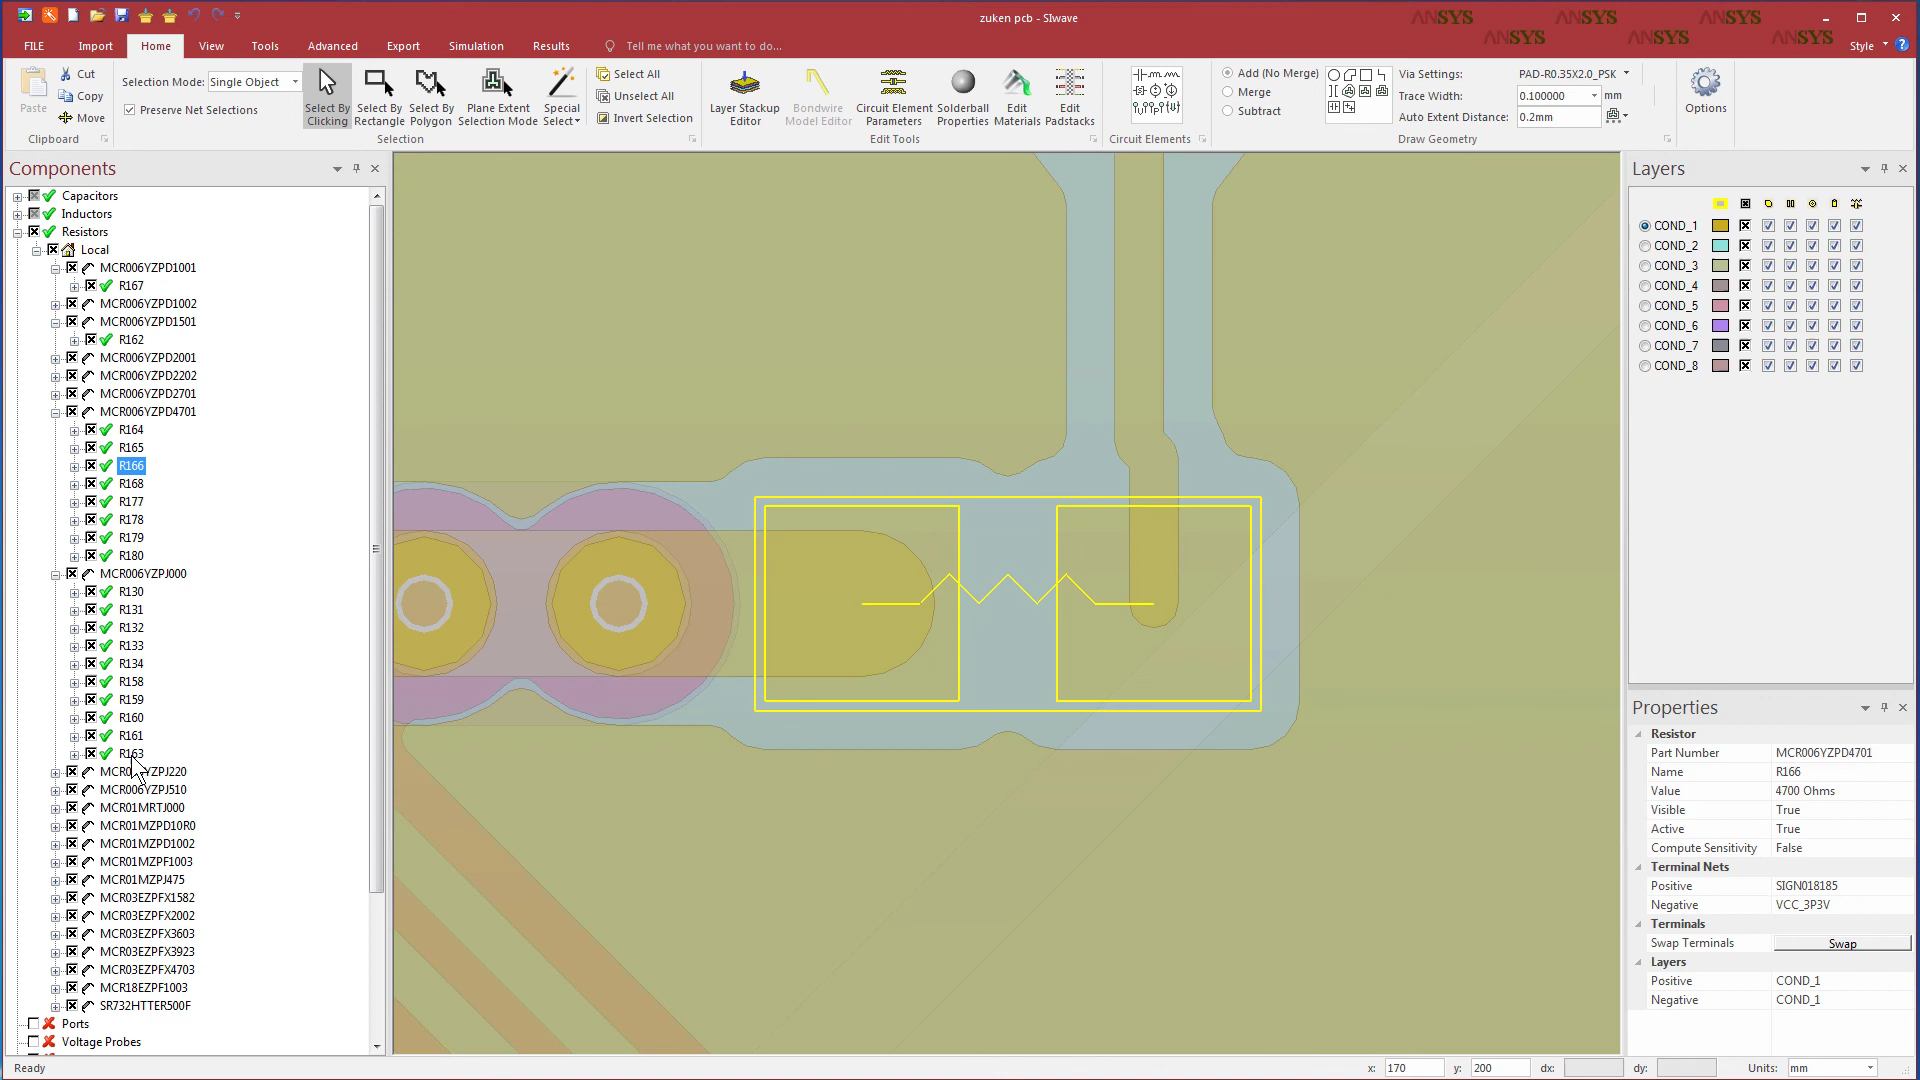 zuken pcb - SIwave
ANSYS ANSYS ANSYS
ANSYS ANSYS ANSYS
FILE Import Home View Tools Advanced Export Simulation Results Tell me what you want to do... Style
Paste
Cut
Copy
Move
Clipboard
Selection Mode: Single Object
Preserve Net Selections
Select By Clicking
Select By Rectangle
Select By Polygon
Plane Extent Selection Mode
Special Select
Select All
Unselect All
Invert Selection
Selection
Layer Stackup Editor
Bondwire Model Editor
Circuit Element Parameters
Solderball Properties
Edit Materials
Edit Padstacks
Edit Tools
Circuit Elements
Add (No Merge)
Merge
Subtract
Via Settings: PAD-R0.35X2.0_PSK
Trace Width: 0.100000 mm
Auto Extent Distance: 0.2mm
Draw Geometry
Options
Components
Capacitors
Inductors
Resistors
Local
MCR006YZPD1001
R167
MCR006YZPD1002
MCR006YZPD1501
R162
MCR006YZPD2001
MCR006YZPD2202
MCR006YZPD2701
MCR006YZPD4701
R164
R165
R166
R168
R177
R178
R179
R180
MCR006YZPJ000
R130
R131
R132
R133
R134
R158
R159
R160
R161
R163
MCR006YZPJ220
MCR006YZPJ510
MCR01MRTJ000
MCR01MZPD10R0
MCR01MZPD1002
MCR01MZPF1003
MCR01MZPJ475
MCR03EZPFX1582
MCR03EZPFX2002
MCR03EZPFX3603
MCR03EZPFX3923
MCR03EZPFX4703
MCR18EZPF1003
SR732HTTER500F
Ports
Voltage Probes
Layers
COND_1
COND_2
COND_3
COND_4
COND_5
COND_6
COND_7
COND_8
Properties
Resistor
Part Number MCR006YZPD4701
Name R166
Value 4700 Ohms
Visible True
Active True
Compute Sensitivity False
Terminal Nets
Positive SIGN018185
Negative VCC_3P3V
Terminals
Swap Terminals Swap
Layers
Positive COND_1
Negative COND_1
Ready x: 170 y: 200 dx: dy: Units: mm